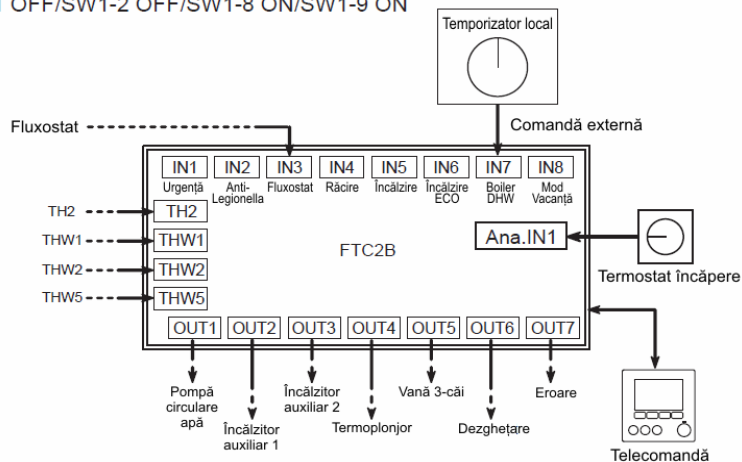 OFF/SW1-2 OFF/SW1-8 ON/SW1-9 ON
Temporizator local
Fluxostat
Comandă externă
IN1 IN2 IN3 IN4 IN5 IN6 IN7 IN8
Urgență Anti- Fluxostat Răcire Încălzire Încălzire Boiler Mod
Legionella ECO DHW Vacanță
TH2 TH2
THW1 THW1
THW2 THW2
THW5 THW5
FTC2B
Ana.IN1
Termostat încăpere
OUT1 OUT2 OUT3 OUT4 OUT5 OUT6 OUT7
Pompă
circulare
apă
Încălzitor
auxiliar 1
Încălzitor
auxiliar 2
Termoplonjor
Vană 3-căi
Dezghețare
Eroare
Telecomandă